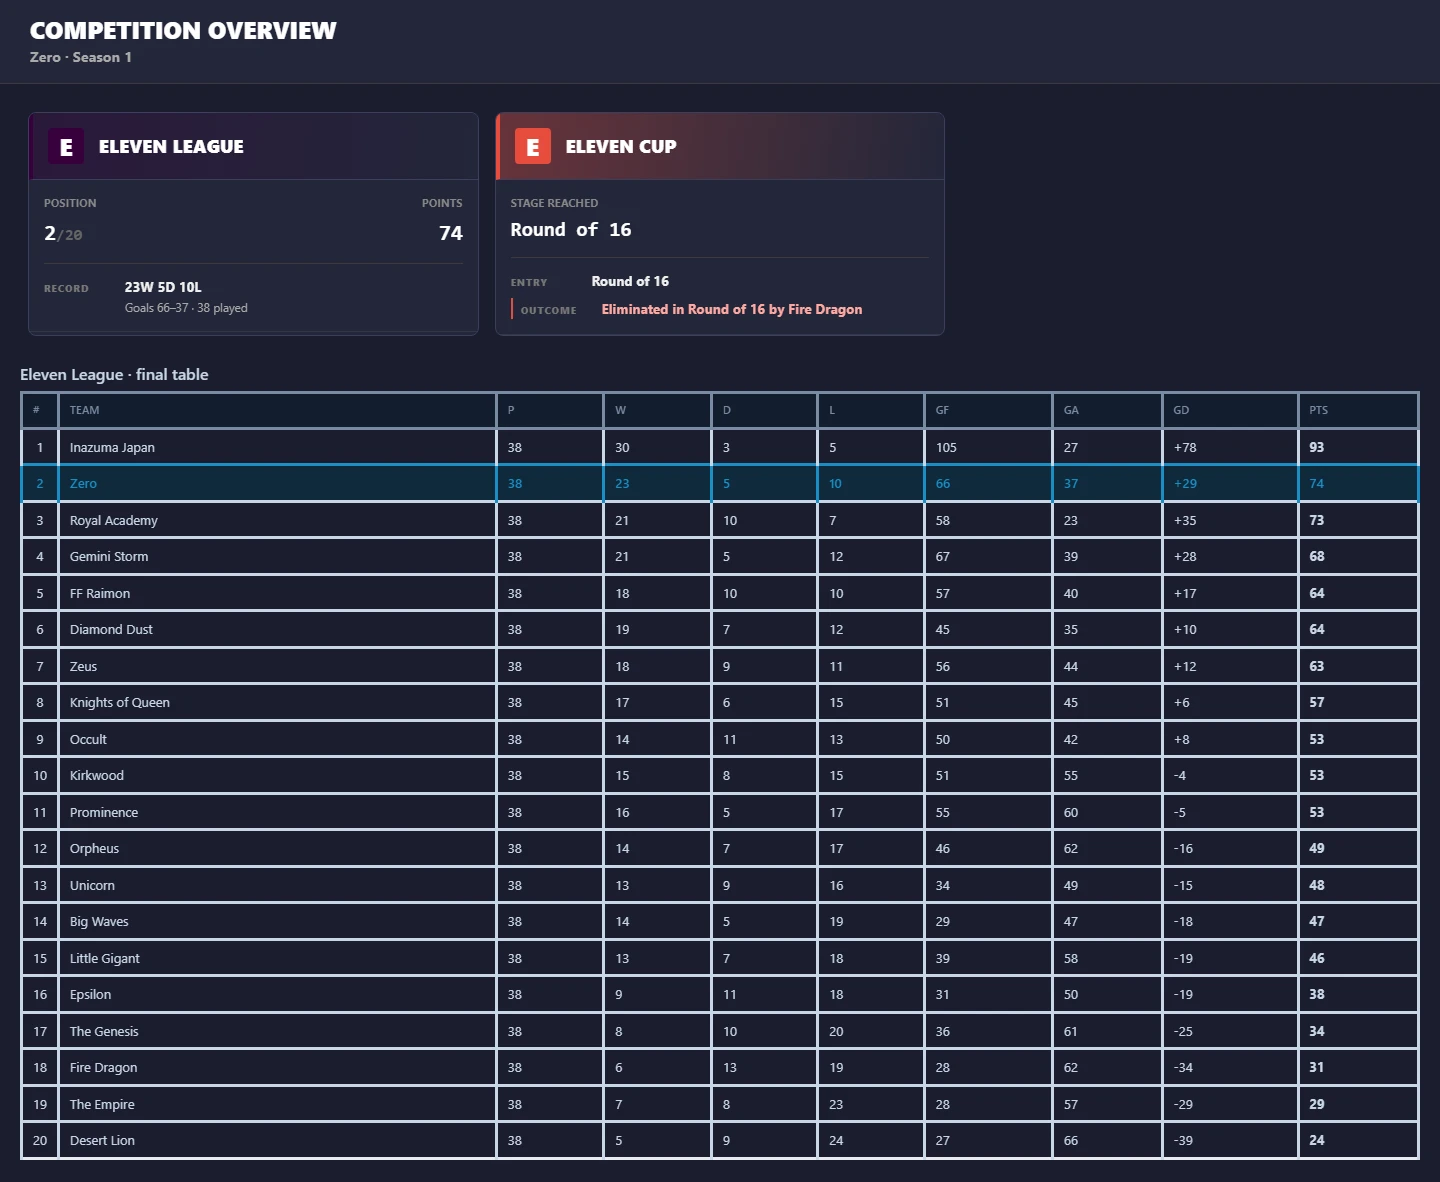 COMPETITION OVERVIEW
Zero · Season 1
E ELEVEN LEAGUE
POSITION POINTS
2/20 74
RECORD 23W 5D 10L
Goals 66–37 · 38 played
E ELEVEN CUP
STAGE REACHED
Round of 16
ENTRY Round of 16
OUTCOME Eliminated in Round of 16 by Fire Dragon
Eleven League · final table
# TEAM P W D L GF GA GD PTS
1 Inazuma Japan 38 30 3 5 105 27 +78 93
2 Zero 38 23 5 10 66 37 +29 74
3 Royal Academy 38 21 10 7 58 23 +35 73
4 Gemini Storm 38 21 5 12 67 39 +28 68
5 FF Raimon 38 18 10 10 57 40 +17 64
6 Diamond Dust 38 19 7 12 45 35 +10 64
7 Zeus 38 18 9 11 56 44 +12 63
8 Knights of Queen 38 17 6 15 51 45 +6 57
9 Occult 38 14 11 13 50 42 +8 53
10 Kirkwood 38 15 8 15 51 55 -4 53
11 Prominence 38 16 5 17 55 60 -5 53
12 Orpheus 38 14 7 17 46 62 -16 49
13 Unicorn 38 13 9 16 34 49 -15 48
14 Big Waves 38 14 5 19 29 47 -18 47
15 Little Gigant 38 13 7 18 39 58 -19 46
16 Epsilon 38 9 11 18 31 50 -19 38
17 The Genesis 38 8 10 20 36 61 -25 34
18 Fire Dragon 38 6 13 19 28 62 -34 31
19 The Empire 38 7 8 23 28 57 -29 29
20 Desert Lion 38 5 9 24 27 66 -39 24